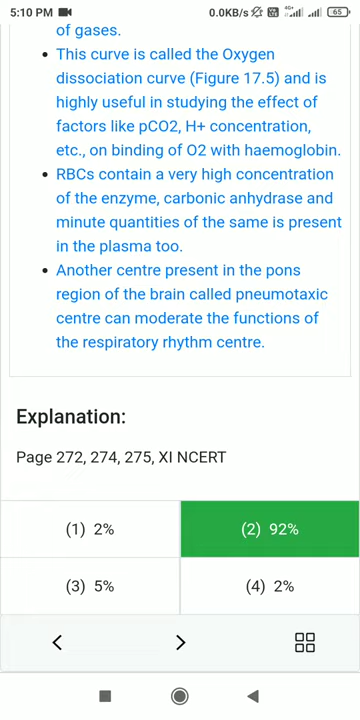 5:10 PM 0.0KB/s 4G+ 65
of gases.
• This curve is called the Oxygen
dissociation curve (Figure 17.5) and is
highly useful in studying the effect of
factors like pCO2, H+ concentration,
etc., on binding of O2 with haemoglobin.
• RBCs contain a very high concentration
of the enzyme, carbonic anhydrase and
minute quantities of the same is present
in the plasma too.
• Another centre present in the pons
region of the brain called pneumotaxic
centre can moderate the functions of
the respiratory rhythm centre.
Explanation:
Page 272, 274, 275, XI NCERT
(1) 2% (2) 92%
(3) 5% (4) 2%